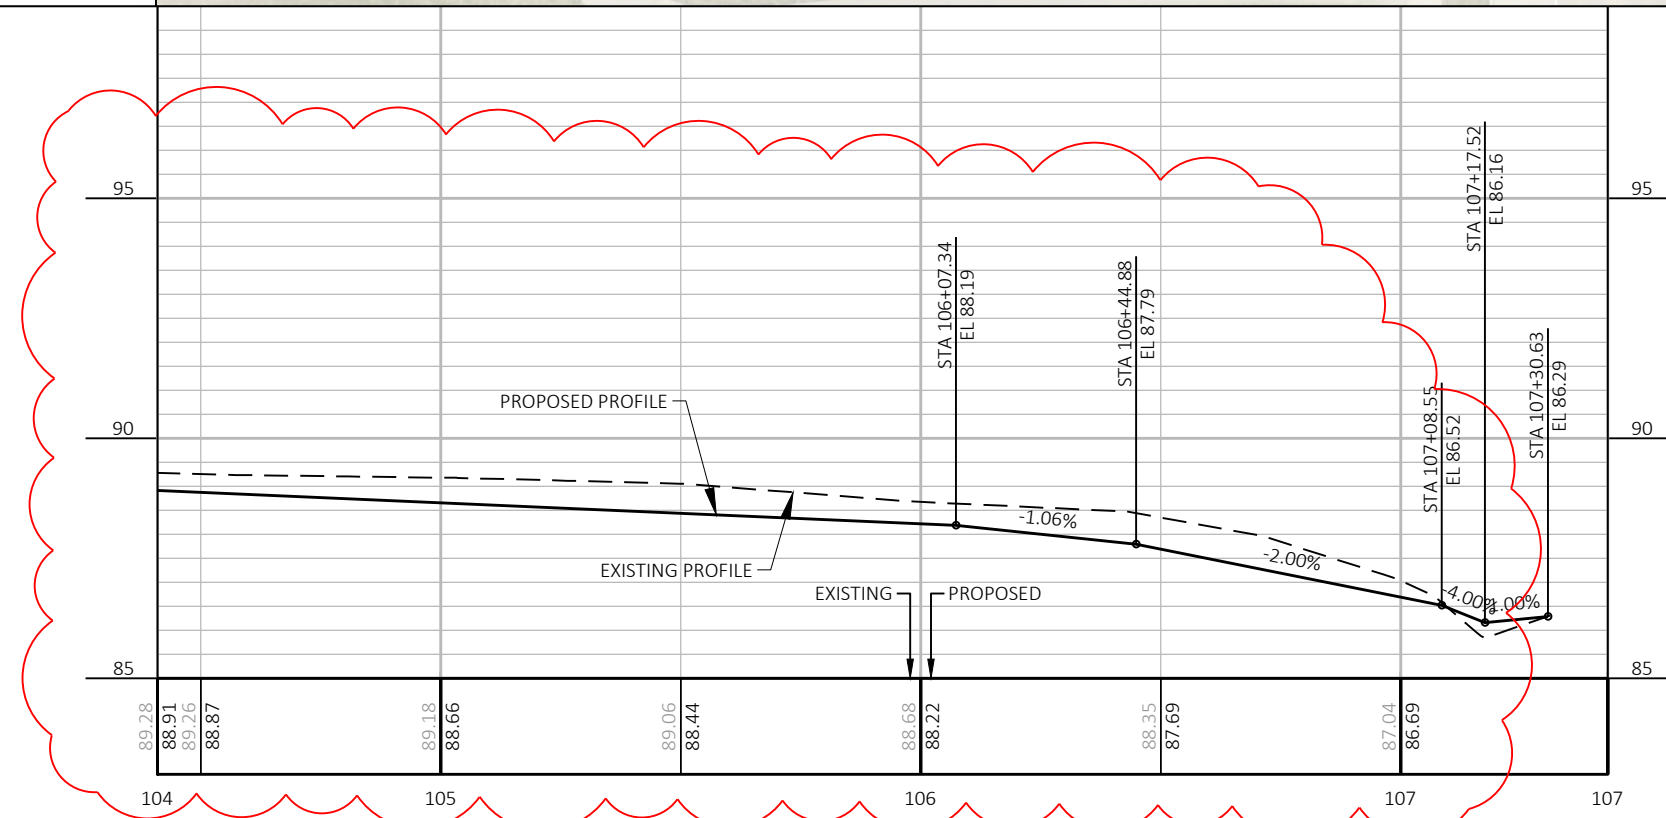 STA 107+17.52
EL 86.16
95
95
STA 106+07.34
EL 88.19
STA 106+44.88
EL 87.79
STA 107+30.63
EL 86.29
STA 107+08.55
EL 86.52
PROPOSED PROFILE
90
90
-1.06%
-2.00%
EXISTING PROFILE
-4.00%
1.00%
EXISTING
PROPOSED
85
85
89.28
88.91
89.26
88.87
89.18
88.66
89.06
88.44
88.68
88.22
88.35
87.69
87.04
86.69
104
105
106
107
107